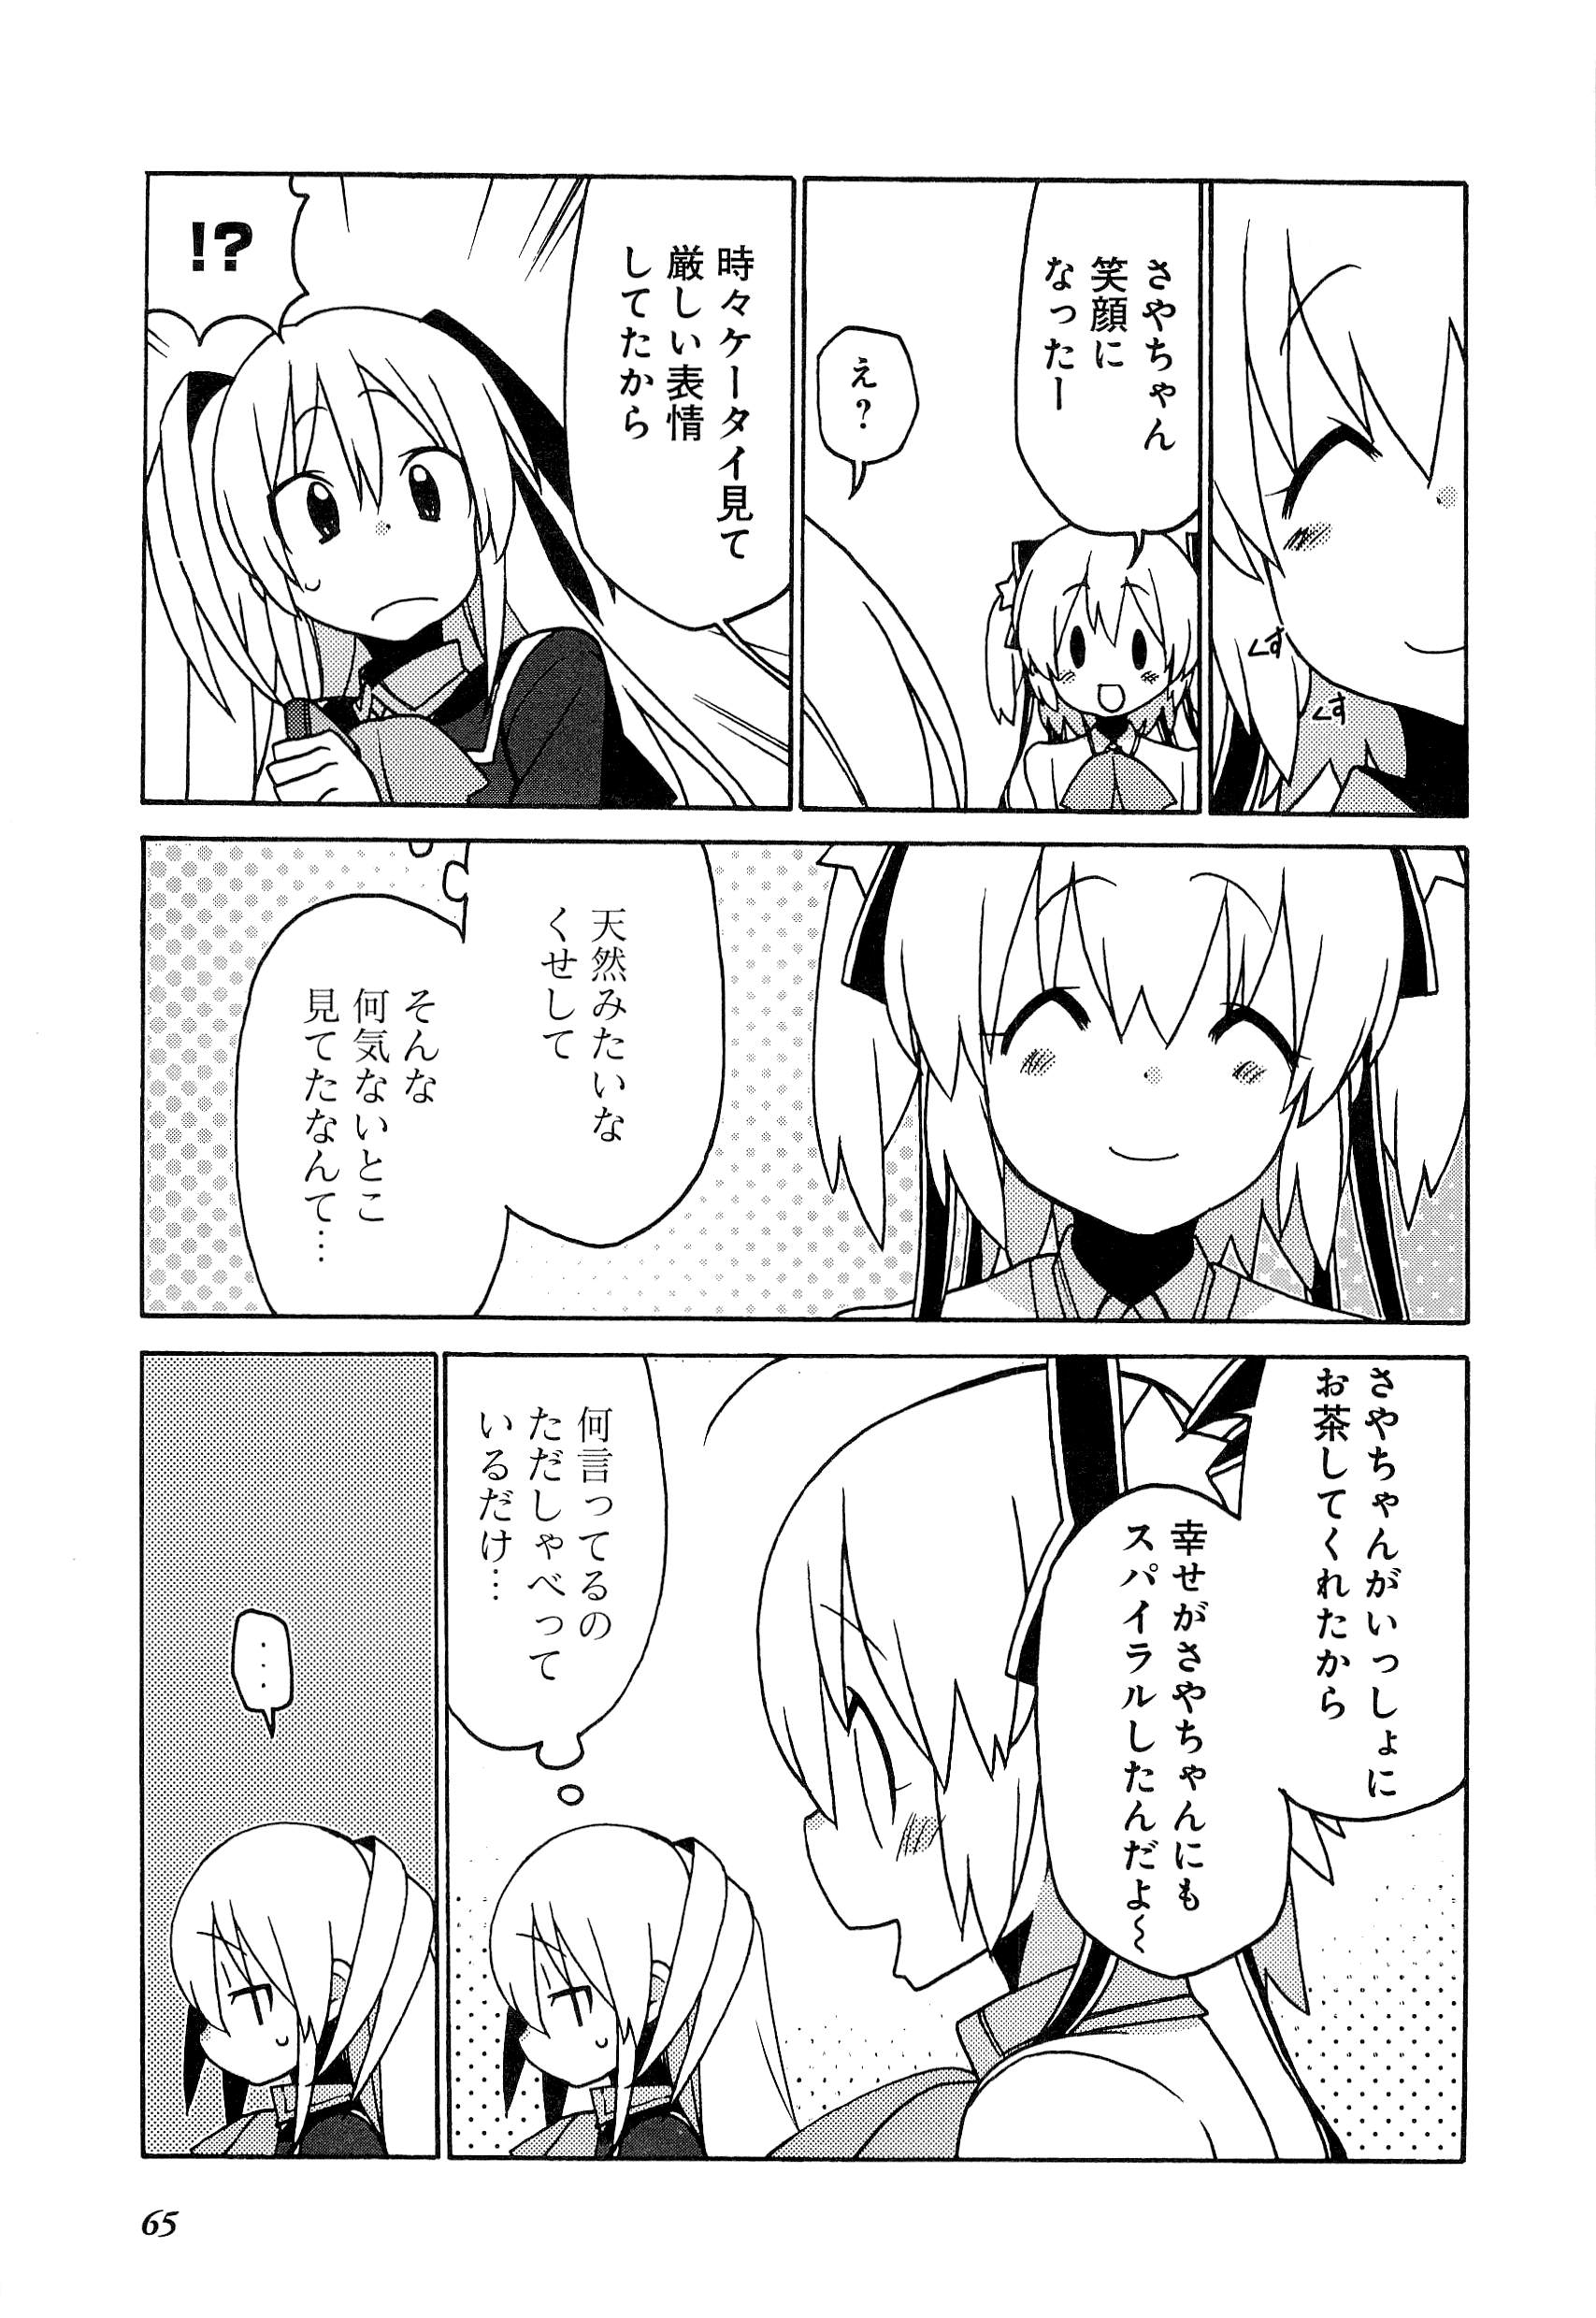 くす
くす
さやちゃん
笑顔に
なったー
え?
時々ケータイ見て
厳しい表情
してたから
!?
天然みたいな
くせして
そんな
何気ないとこ
見てたなんて…
さやちゃんがいっしょに
お茶してくれたから
幸せがさやちゃんにも
スパイラルしたんだよ～
何言ってるの
ただしゃべって
いるだけ…
…
65